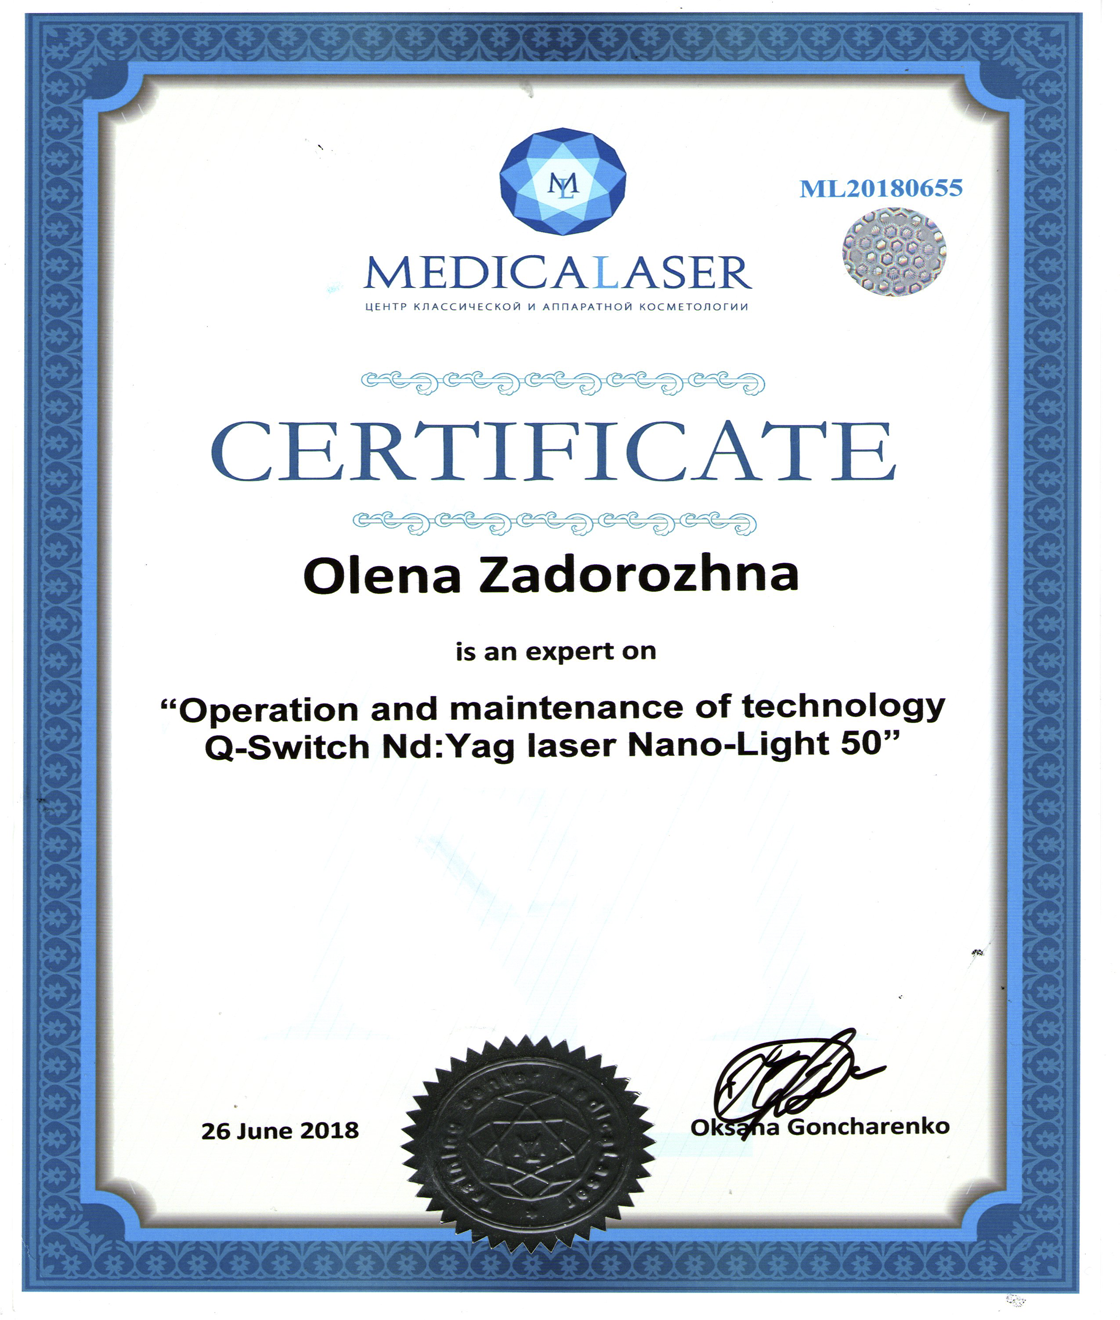 ML
ML20180655
MEDICALASER
ЦЕНТР КЛАССИЧЕСКОЙ И АППАРАТНОЙ КОСМЕТОЛОГИИ
CERTIFICATE
Olena Zadorozhna
is an expert on
“Operation and maintenance of technology
Q-Switch Nd:Yag laser Nano-Light 50”
Training Center MedicaLaser
26 June 2018
Oksana Goncharenko